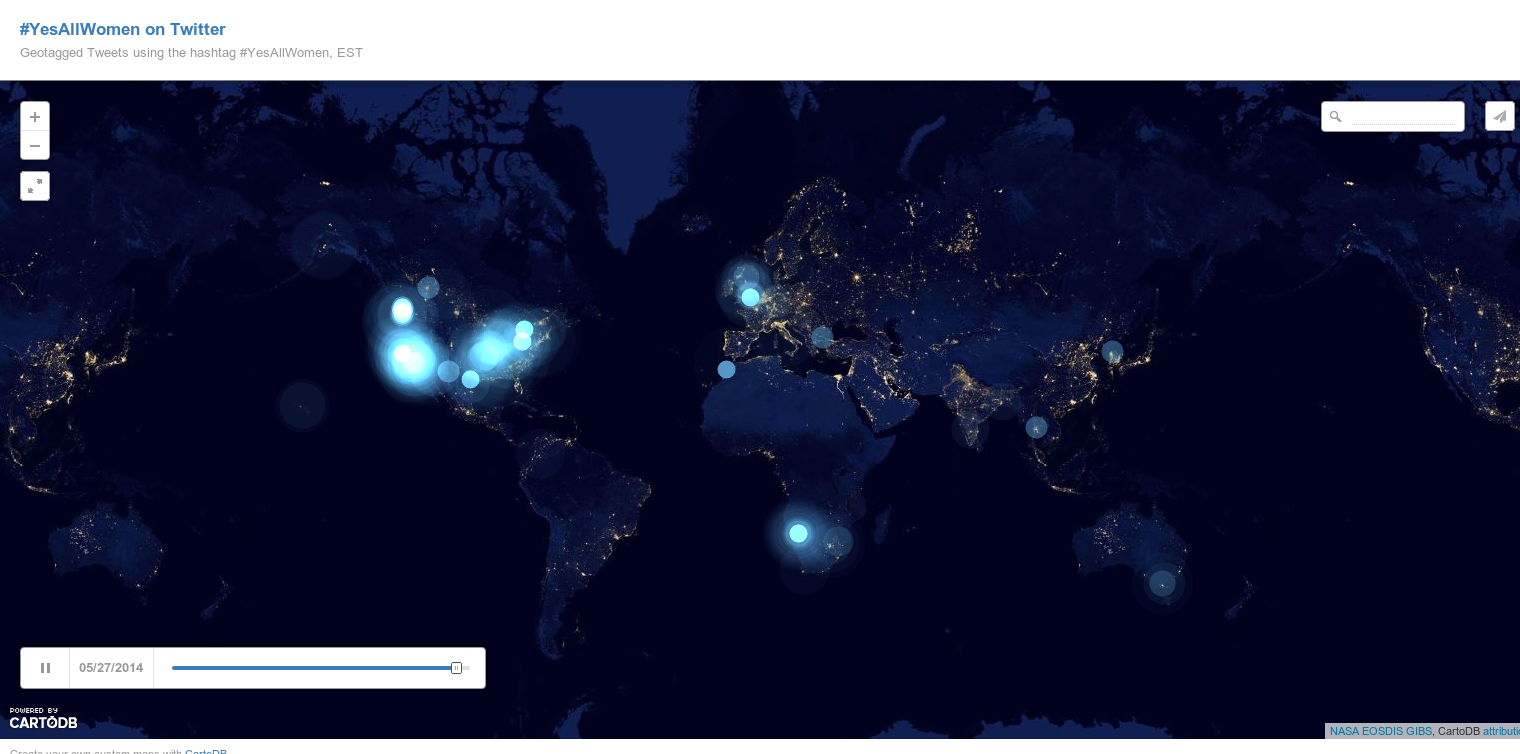 #YesAllWomen on Twitter
Geotagged Tweets using the hashtag #YesAllWomen, EST
+
−
05/27/2014
POWERED BY
CARTODB
NASA EOSDIS GIBS, CartoDB attributio
Create your own custom maps with CartoDB